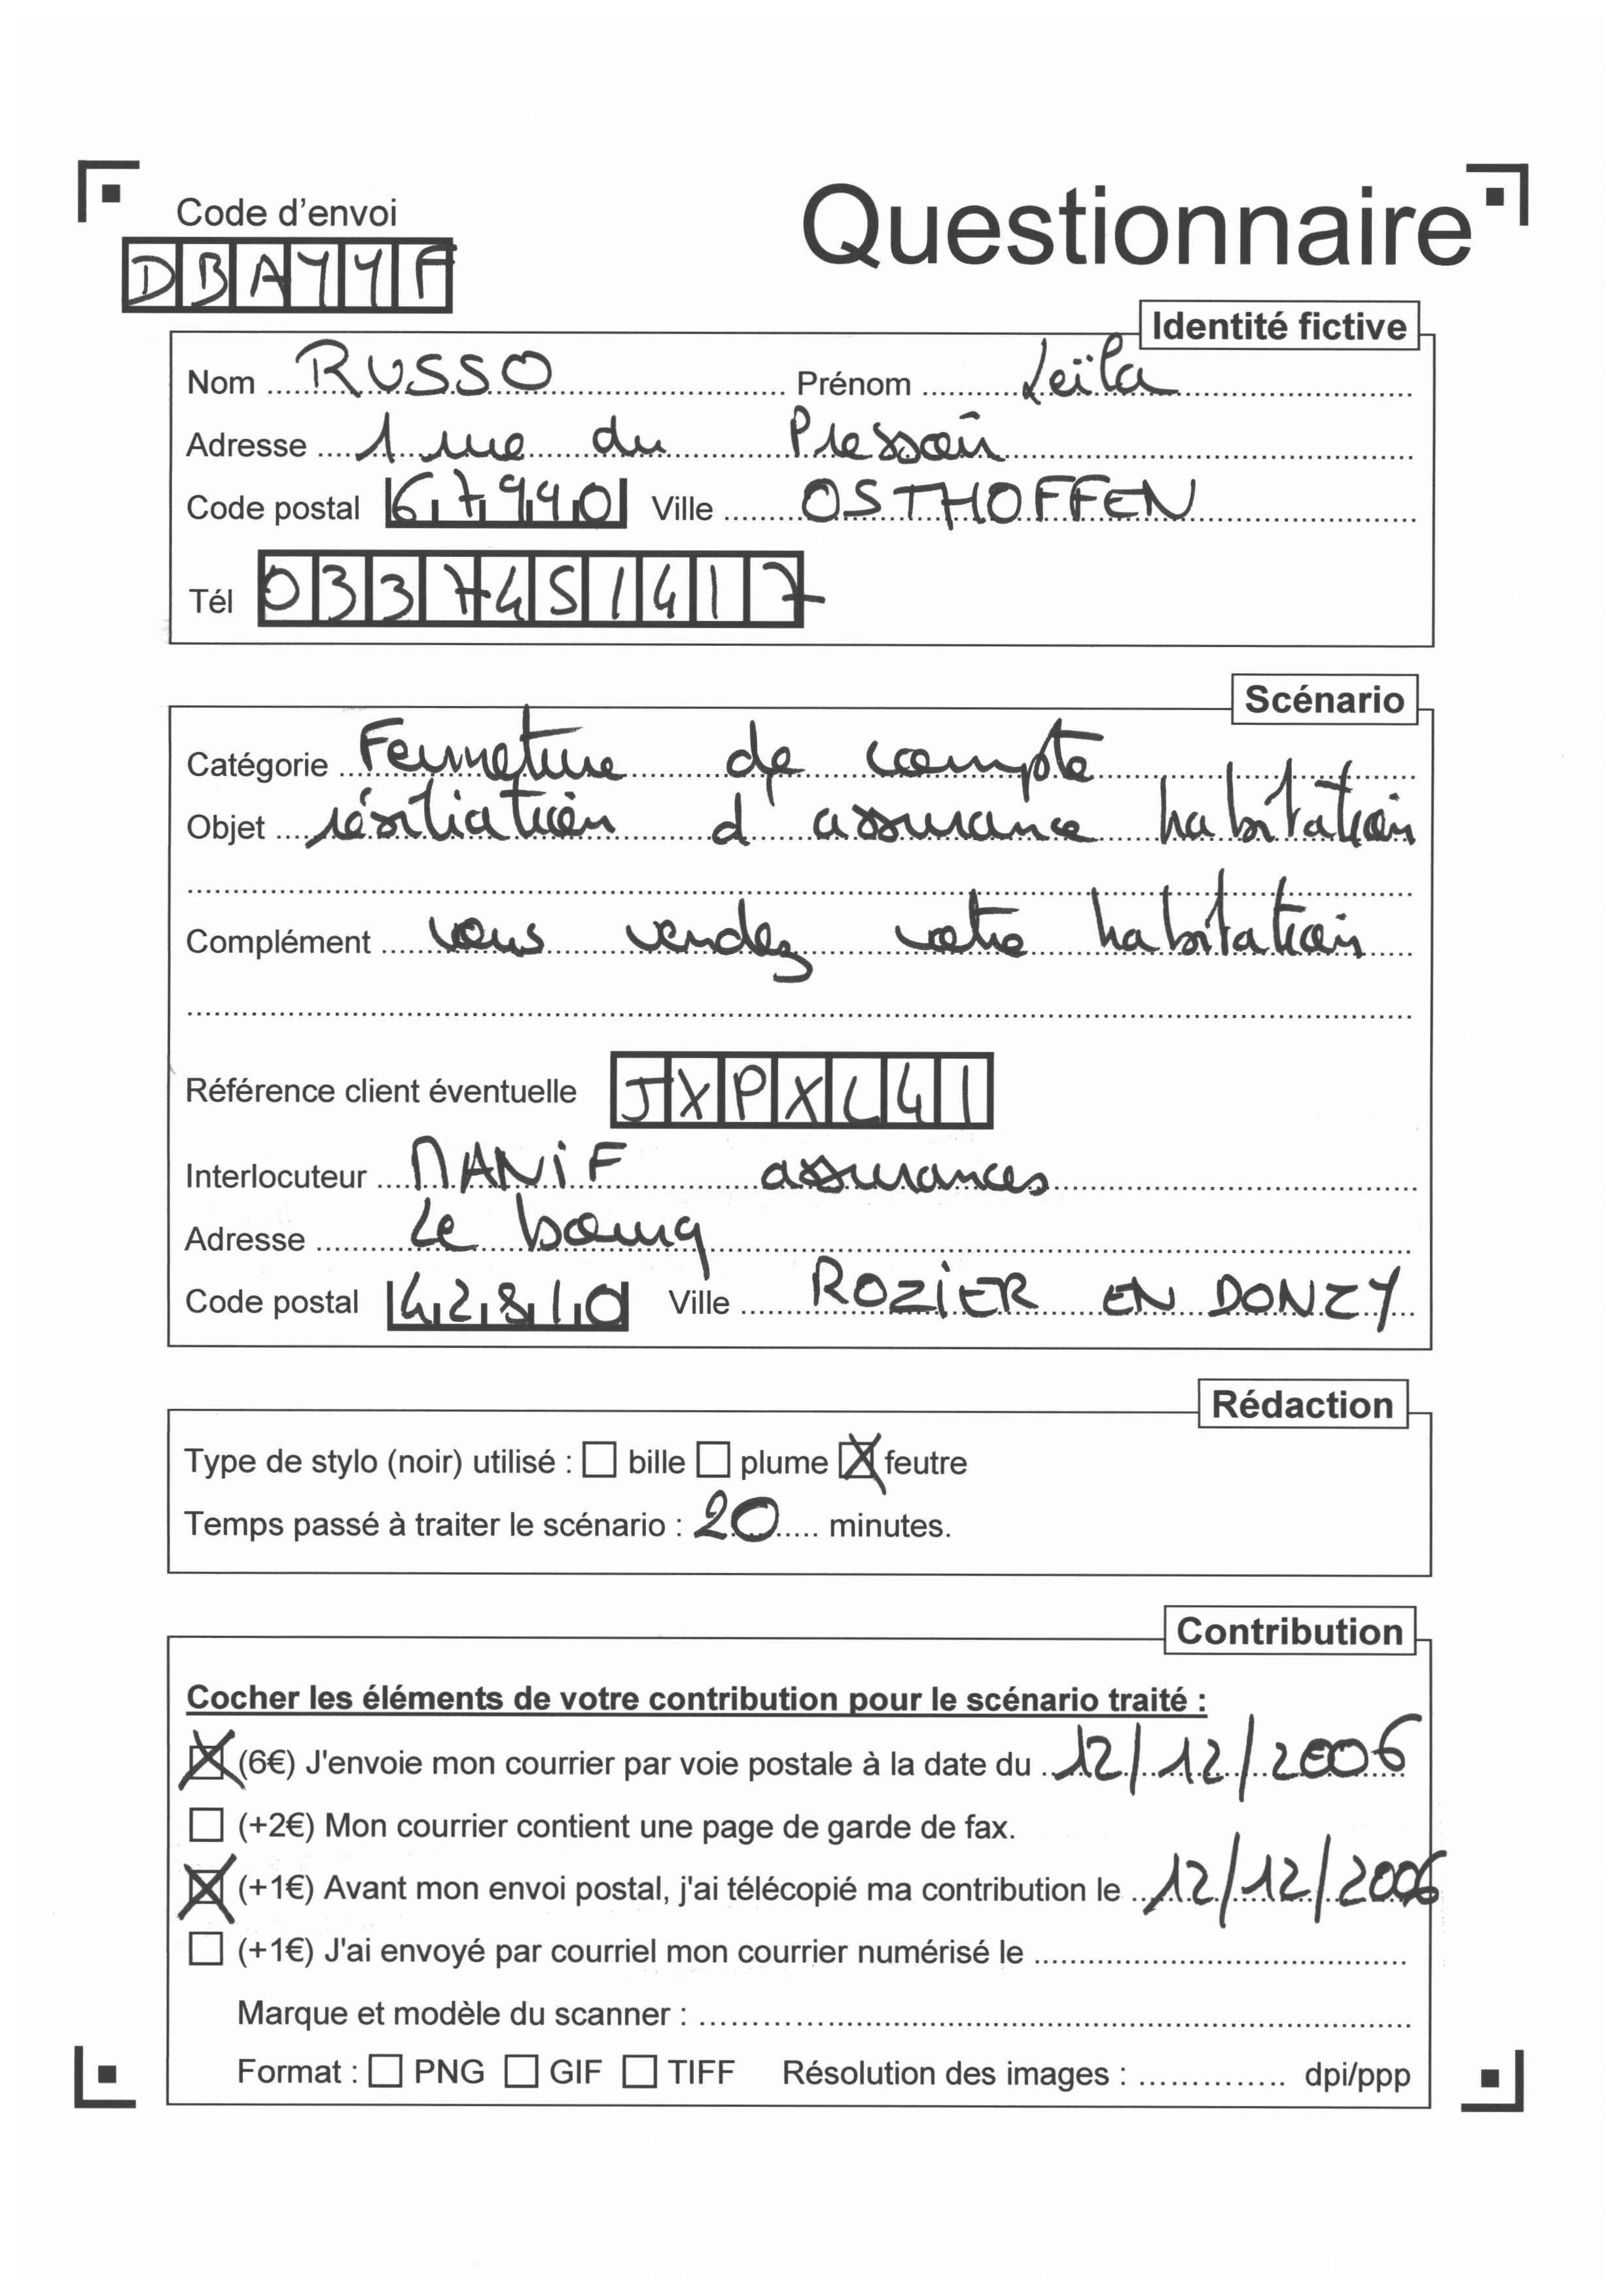 Code d'envoi
Questionnaire
DBAYYF
Identité fictive
Nom RUSSO Prénom Leïla
Adresse 1 rue du Pressoir
Code postal 67990 Ville OSTHOFFEN
Tél 0337451417
Scénario
Catégorie Fermeture de compte
Objet résiliation d'assurance habitation
Complément vous vendez votre habitation
Référence client éventuelle JXPXL41
Interlocuteur MANiF assurances
Adresse Le bourg
Code postal 42810 Ville ROZiER EN DONZY
Rédaction
Type de stylo (noir) utilisé : ☐ bille ☐ plume ☒ feutre
Temps passé à traiter le scénario : 20 minutes.
Contribution
Cocher les éléments de votre contribution pour le scénario traité :
☒ (6€) J'envoie mon courrier par voie postale à la date du 12/12/2006
☐ (+2€) Mon courrier contient une page de garde de fax.
☒ (+1€) Avant mon envoi postal, j'ai télécopié ma contribution le 12/12/2006
☐ (+1€) J'ai envoyé par courriel mon courrier numérisé le
Marque et modèle du scanner :
Format : ☐ PNG ☐ GIF ☐ TIFF Résolution des images : dpi/ppp